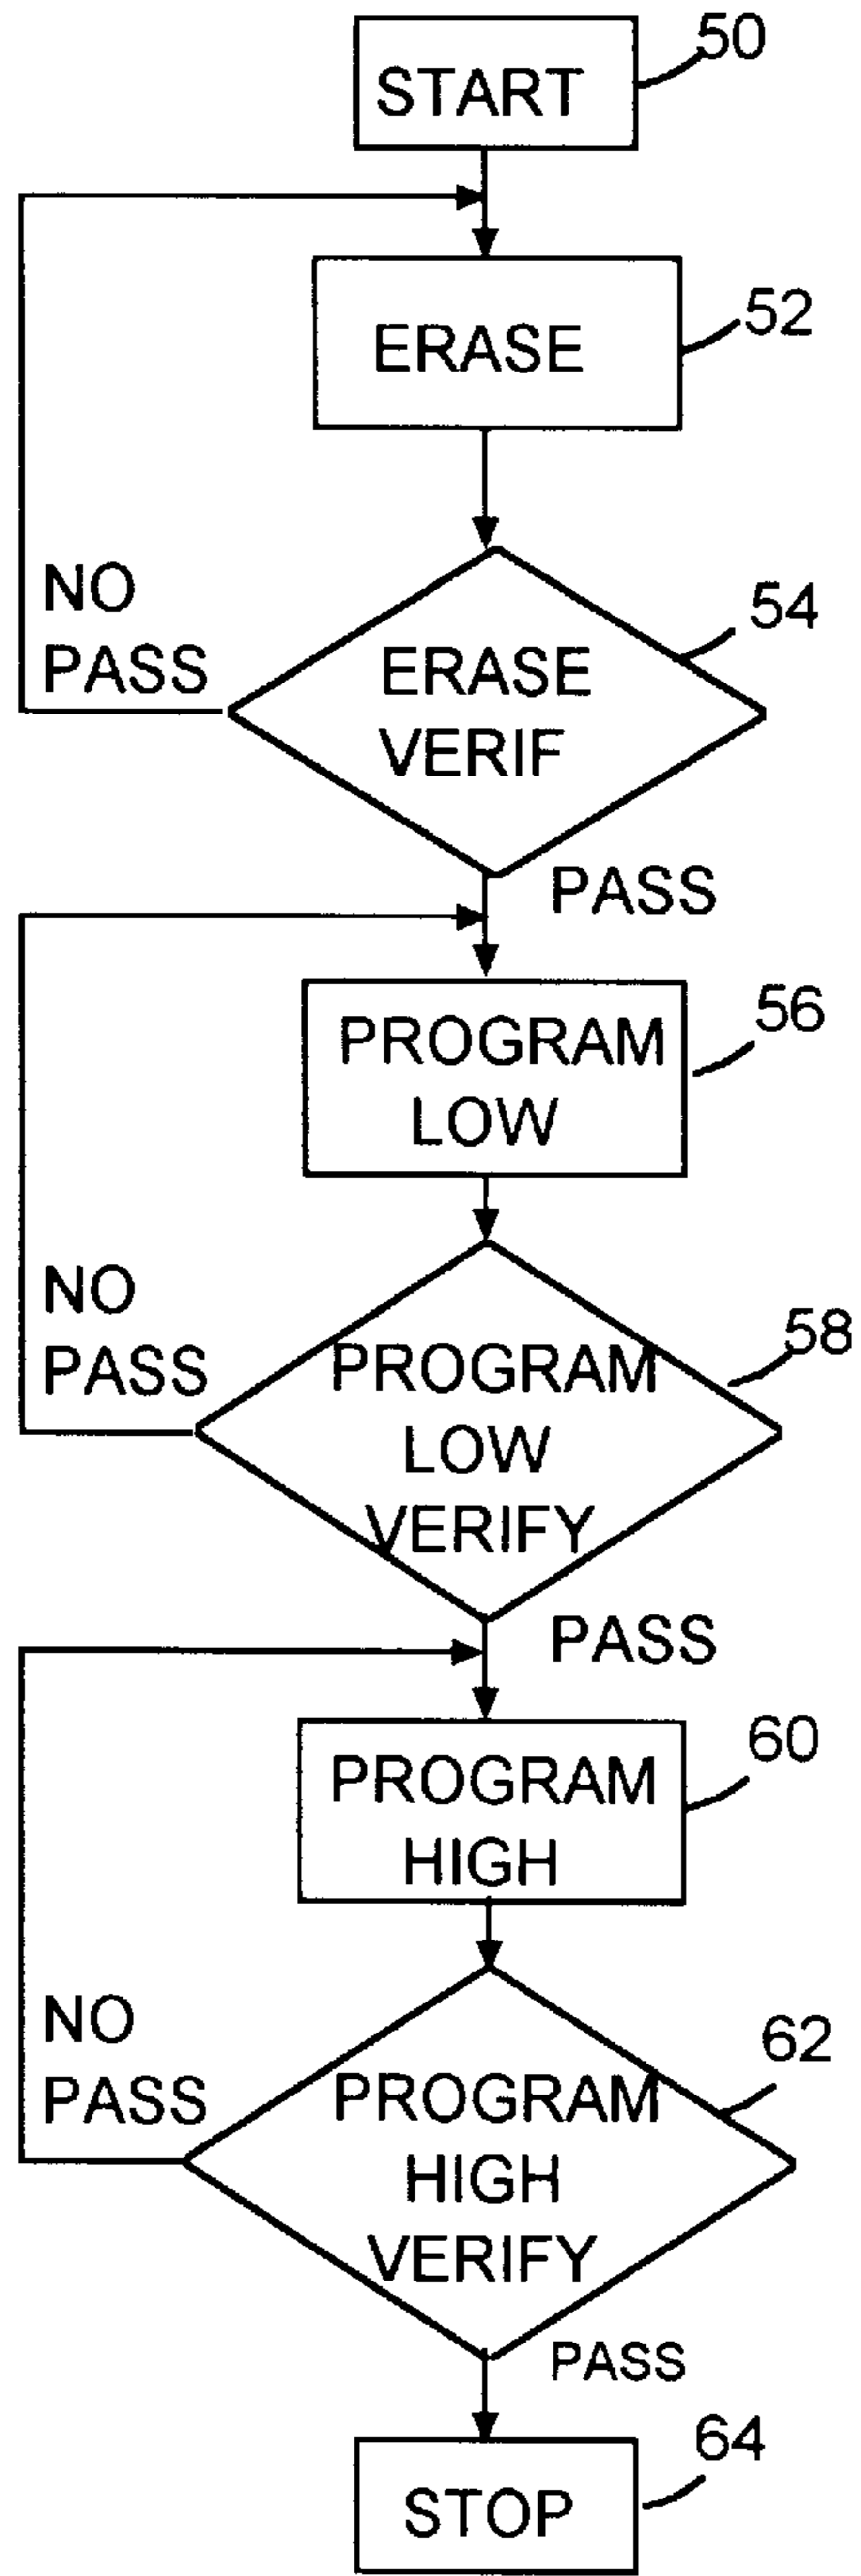 START
50
ERASE
52
NO
PASS
ERASE
VERIF
54
PASS
PROGRAM
LOW
56
NO
PASS
PROGRAM
LOW
VERIFY
58
PASS
PROGRAM
HIGH
60
NO
PASS
PROGRAM
HIGH
VERIFY
62
PASS
STOP
64